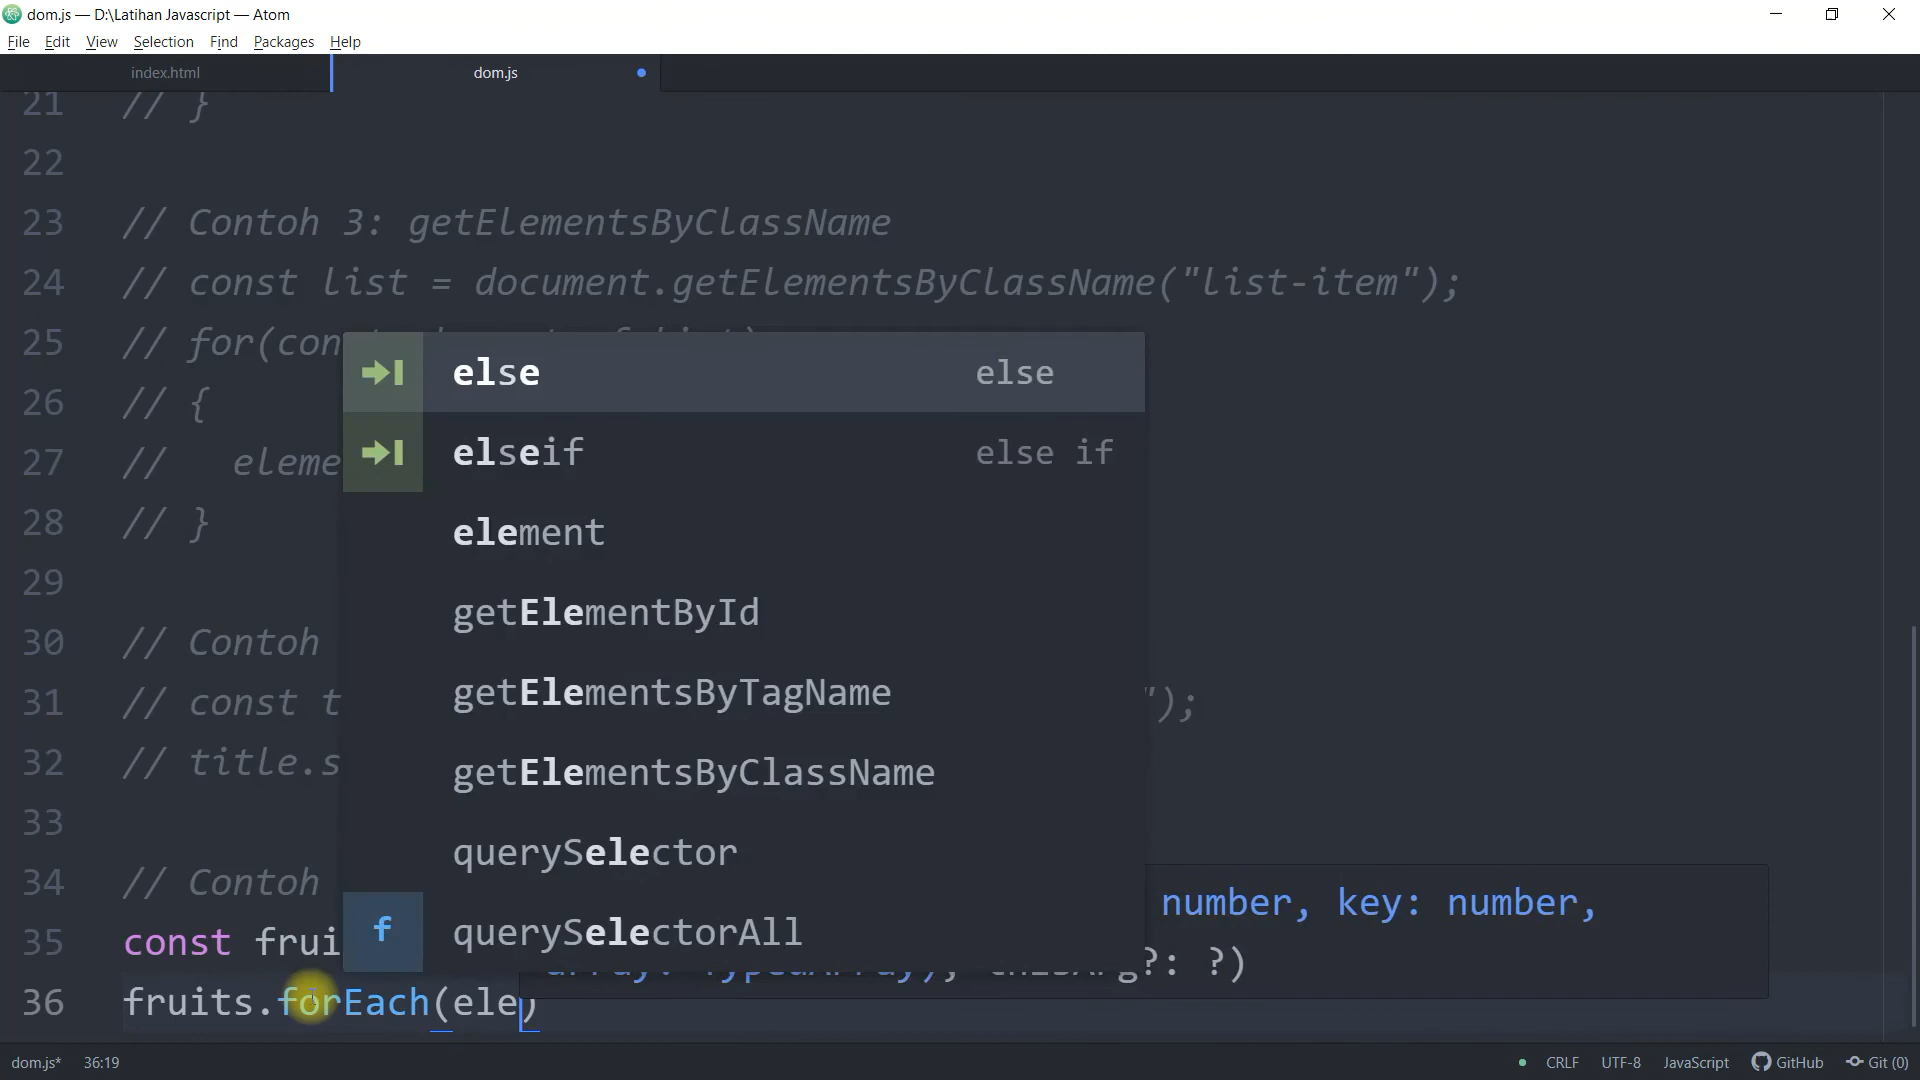 dom.js — D:\Latihan Javascript — Atom
File Edit View Selection Find Packages Help
index.html dom.js
21 // }
22
23 // Contoh 3: getElementsByClassName
24 // const list = document.getElementsByClassName("list-item");
25 // for(con
26 // {
27 // eleme
28 // }
29
30 // Contoh
31 // const t ");
32 // title.s
33
34 // Contoh
35 const frui
36 fruits.forEach(ele)
else else
elseif else if
element
getElementById
getElementsByTagName
getElementsByClassName
querySelector
f querySelectorAll
number, key: number,
array: TypedArray), thisArg?: ?)
dom.js* 36:19 CRLF UTF-8 JavaScript GitHub Git (0)